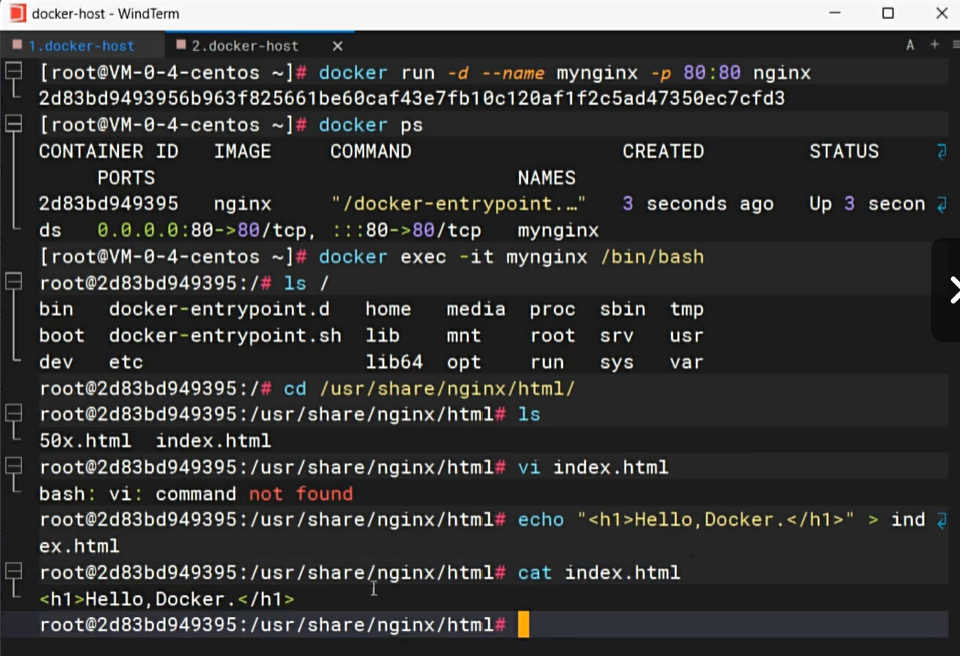 docker-host - WindTerm
1.docker-host 2.docker-host A
[root@VM-0-4-centos ~]# docker run -d --name mynginx -p 80:80 nginx
2d83bd9493956b963f825661be60caf43e7fb10c120af1f2c5ad47350ec7cfd3
[root@VM-0-4-centos ~]# docker ps
CONTAINER ID   IMAGE     COMMAND                  CREATED         STATUS
     PORTS                               NAMES
2d83bd949395   nginx     "/docker-entrypoint.…"   3 seconds ago   Up 3 secon
ds   0.0.0.0:80->80/tcp, :::80->80/tcp   mynginx
[root@VM-0-4-centos ~]# docker exec -it mynginx /bin/bash
root@2d83bd949395:/# ls /
bin   docker-entrypoint.d   home   media  proc  sbin  tmp
boot  docker-entrypoint.sh  lib    mnt    root  srv   usr
dev   etc                   lib64  opt    run   sys   var
root@2d83bd949395:/# cd /usr/share/nginx/html/
root@2d83bd949395:/usr/share/nginx/html# ls
50x.html  index.html
root@2d83bd949395:/usr/share/nginx/html# vi index.html
bash: vi: command not found
root@2d83bd949395:/usr/share/nginx/html# echo "<h1>Hello,Docker.</h1>" > ind
ex.html
root@2d83bd949395:/usr/share/nginx/html# cat index.html
<h1>Hello,Docker.</h1>
root@2d83bd949395:/usr/share/nginx/html#